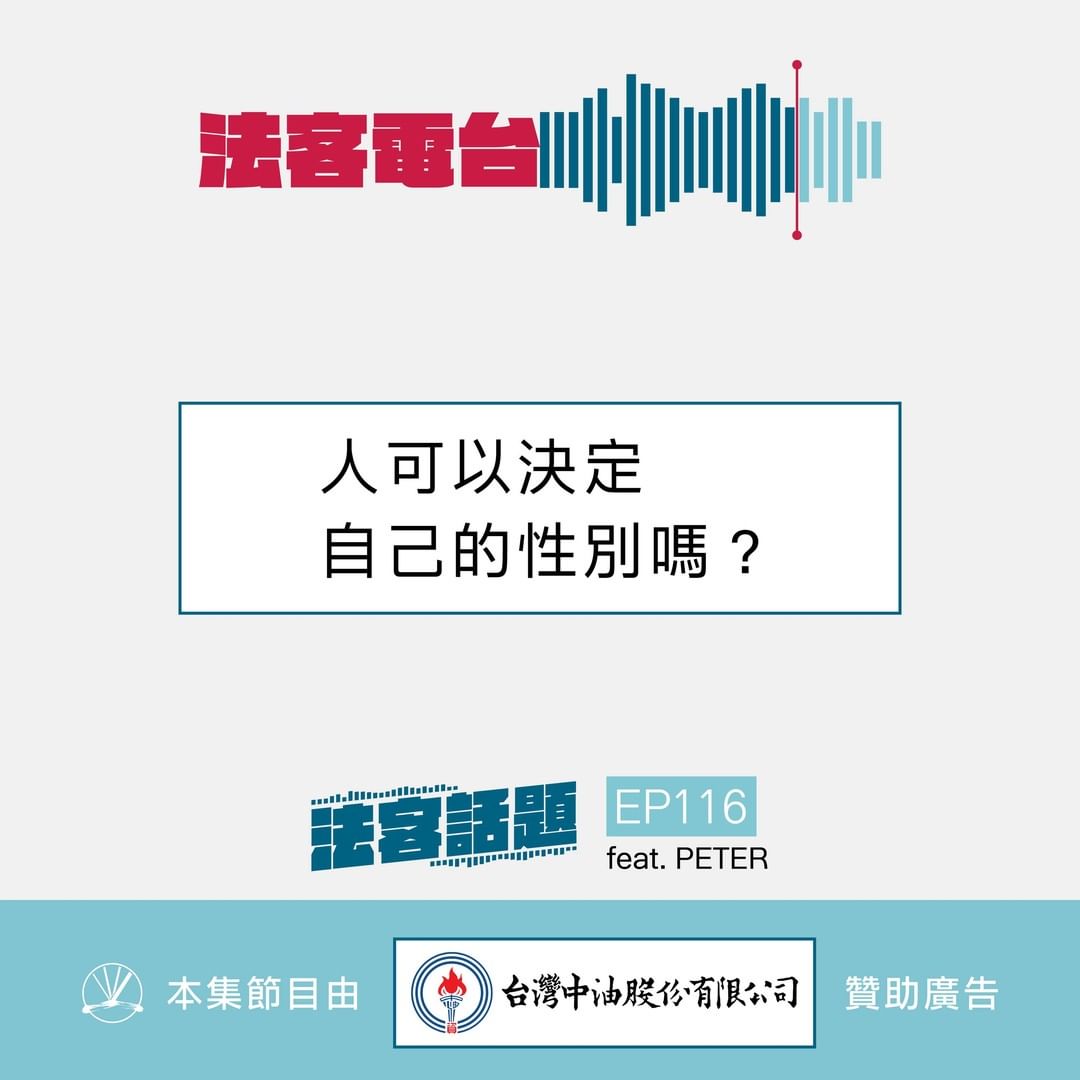 法客電台
人可以決定
自己的性別嗎？
法客話題
EP116
feat. PETER
本集節目由
台灣中油股份有限公司
贊助廣告